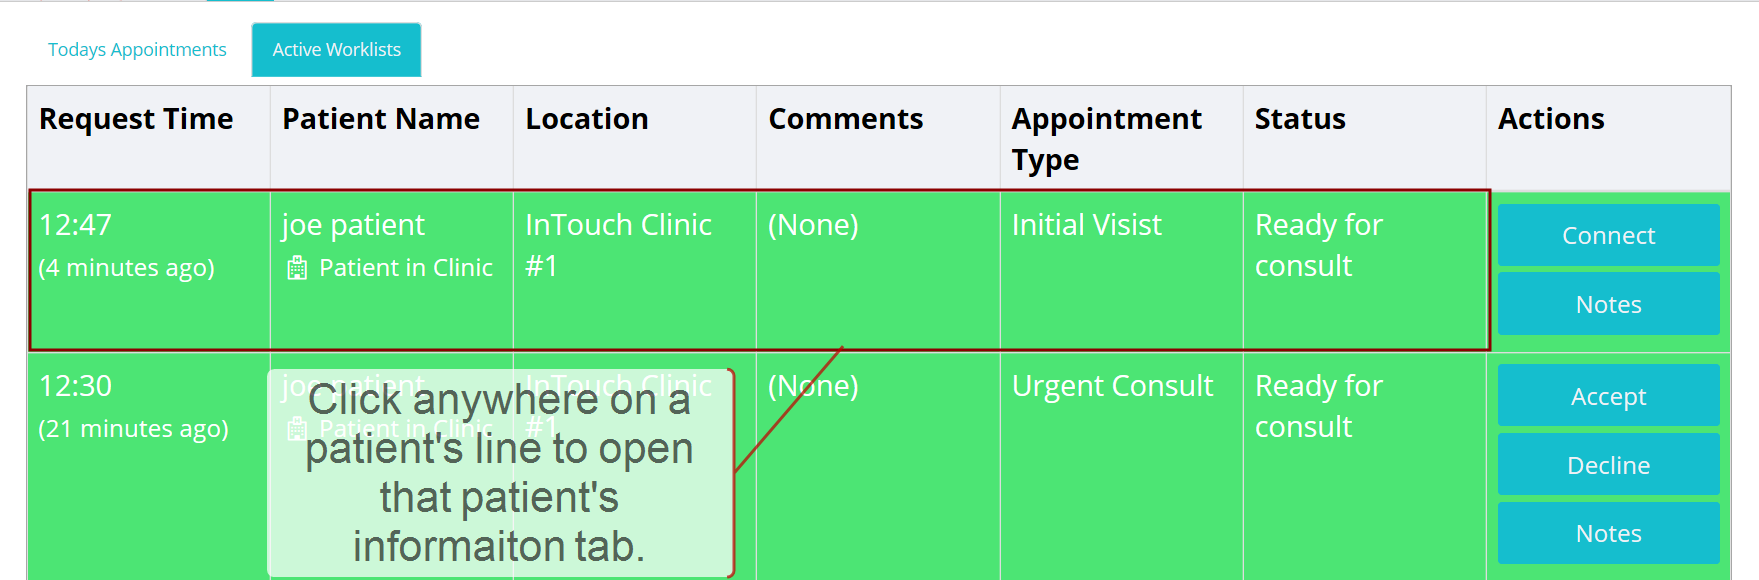 Todays Appointments
Active Worklists
Request Time
Patient Name
Location
Comments
Appointment
Type
Status
Actions
12:47
(4 minutes ago)
joe patient
Patient in Clinic
InTouch Clinic
#1
(None)
Initial Visist
Ready for
consult
Connect
Notes
12:30
(21 minutes ago)
joe patient
Patient in Clinic
InTouch Clinic
#1
(None)
Urgent Consult
Ready for
consult
Accept
Decline
Notes
Click anywhere on a
patient's line to open
that patient's
informaiton tab.